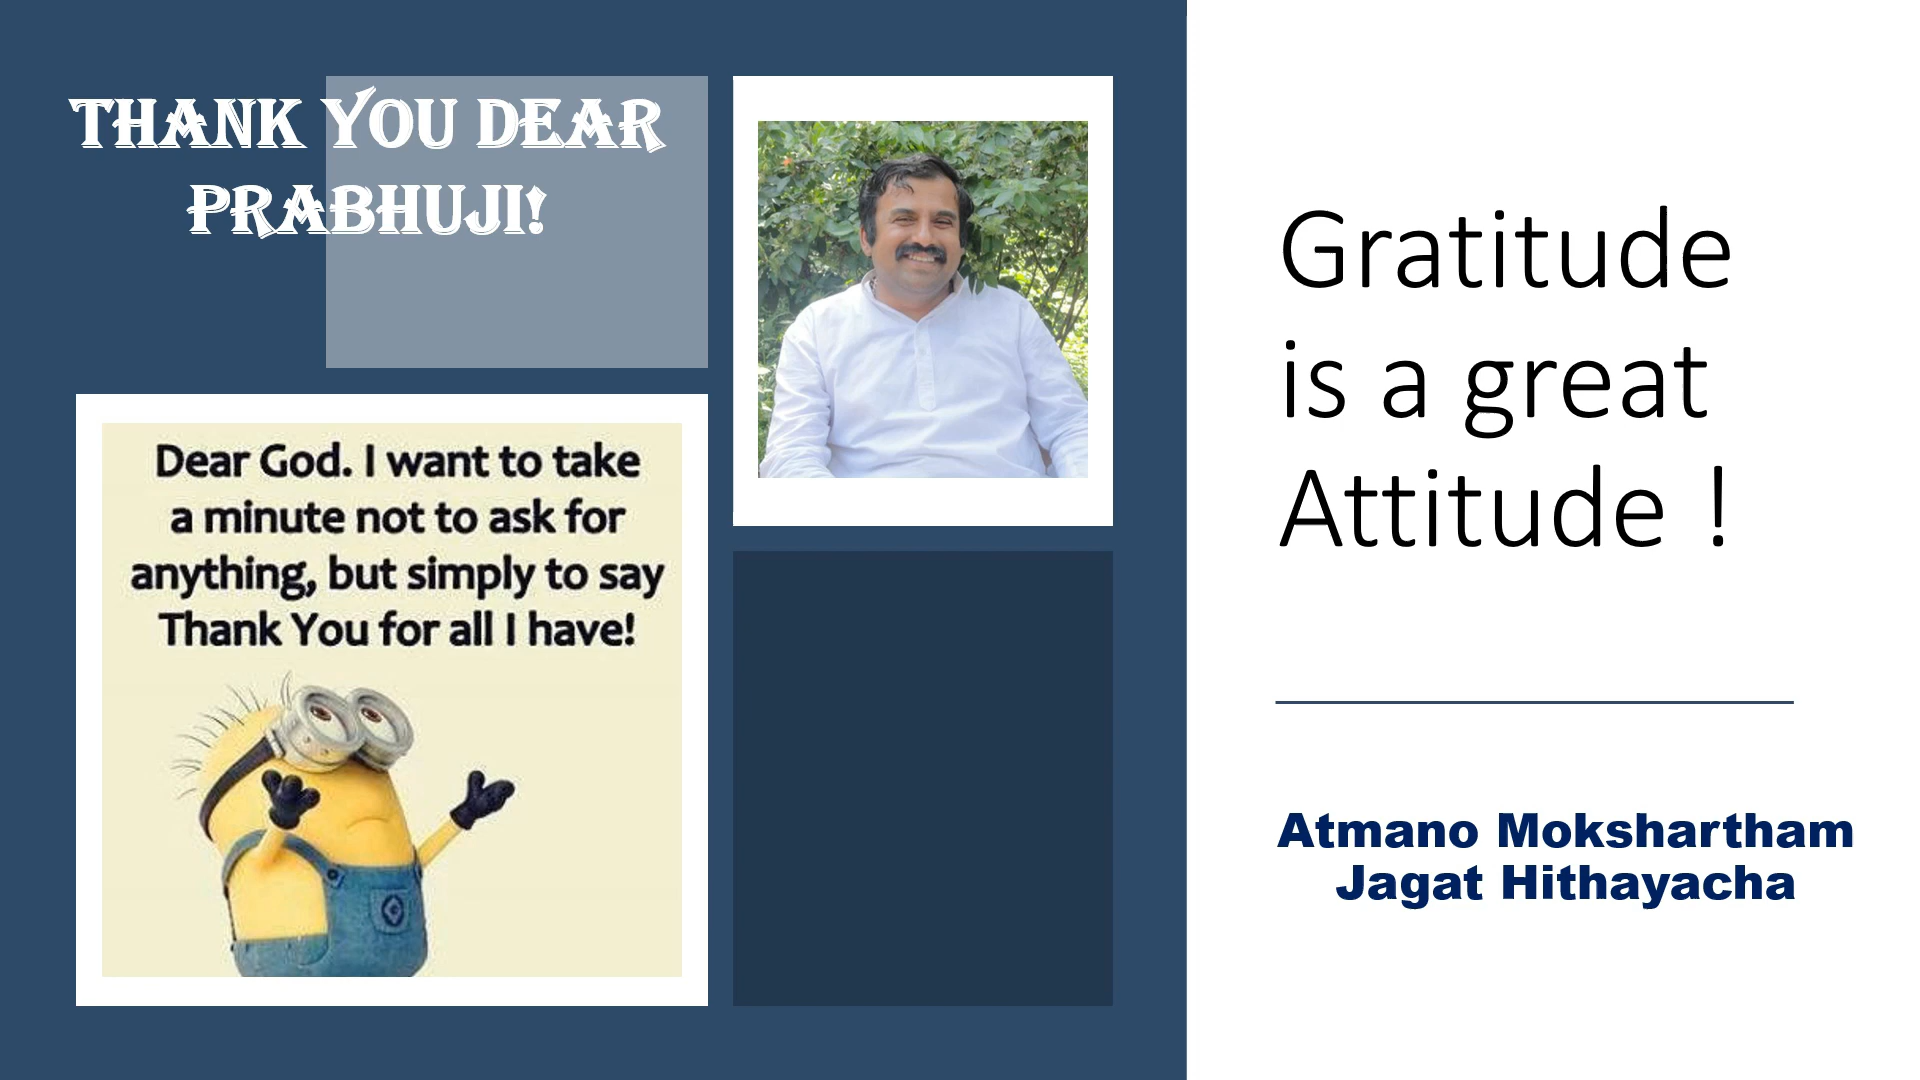 THANK YOU DEAR
PRABHUJI!
Dear God. I want to take
a minute not to ask for
anything, but simply to say
Thank You for all I have!
Gratitude
is a great
Attitude !
Atmano Mokshartham
Jagat Hithayacha